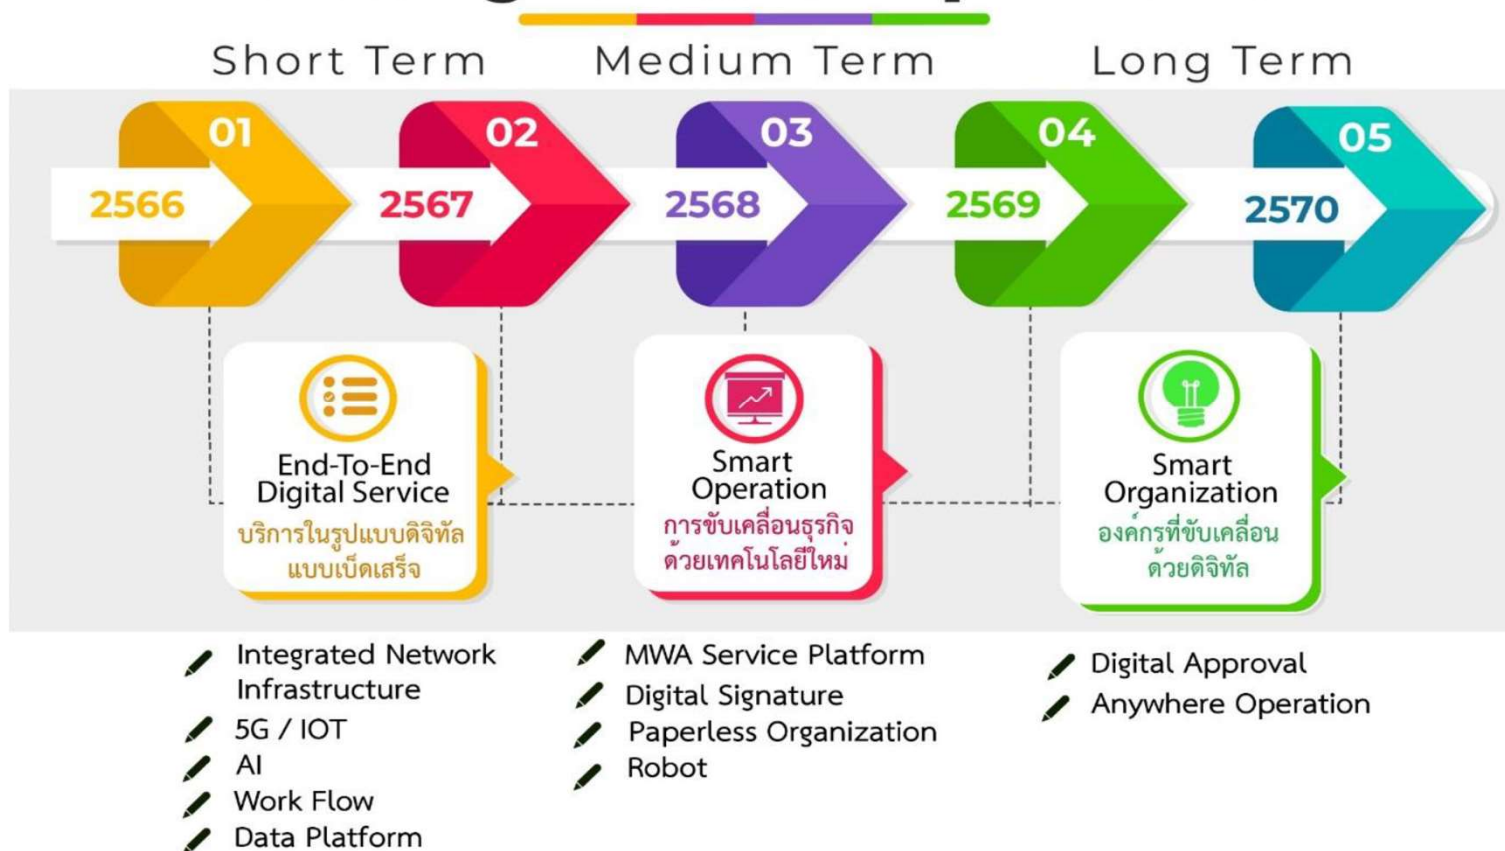 Short Term
Medium Term
Long Term
01
02
03
04
05
2566
2567
2568
2569
2570
End-To-End
Digital Service
บริการในรูปแบบดิจิทัล
แบบเบ็ดเสร็จ
Smart
Operation
การขับเคลื่อนธุรกิจ
ด้วยเทคโนโลยีใหม่
Smart
Organization
องค์กรที่ขับเคลื่อน
ด้วยดิจิทัล
Integrated Network
Infrastructure
5G / IOT
AI
Work Flow
Data Platform
MWA Service Platform
Digital Signature
Paperless Organization
Robot
Digital Approval
Anywhere Operation